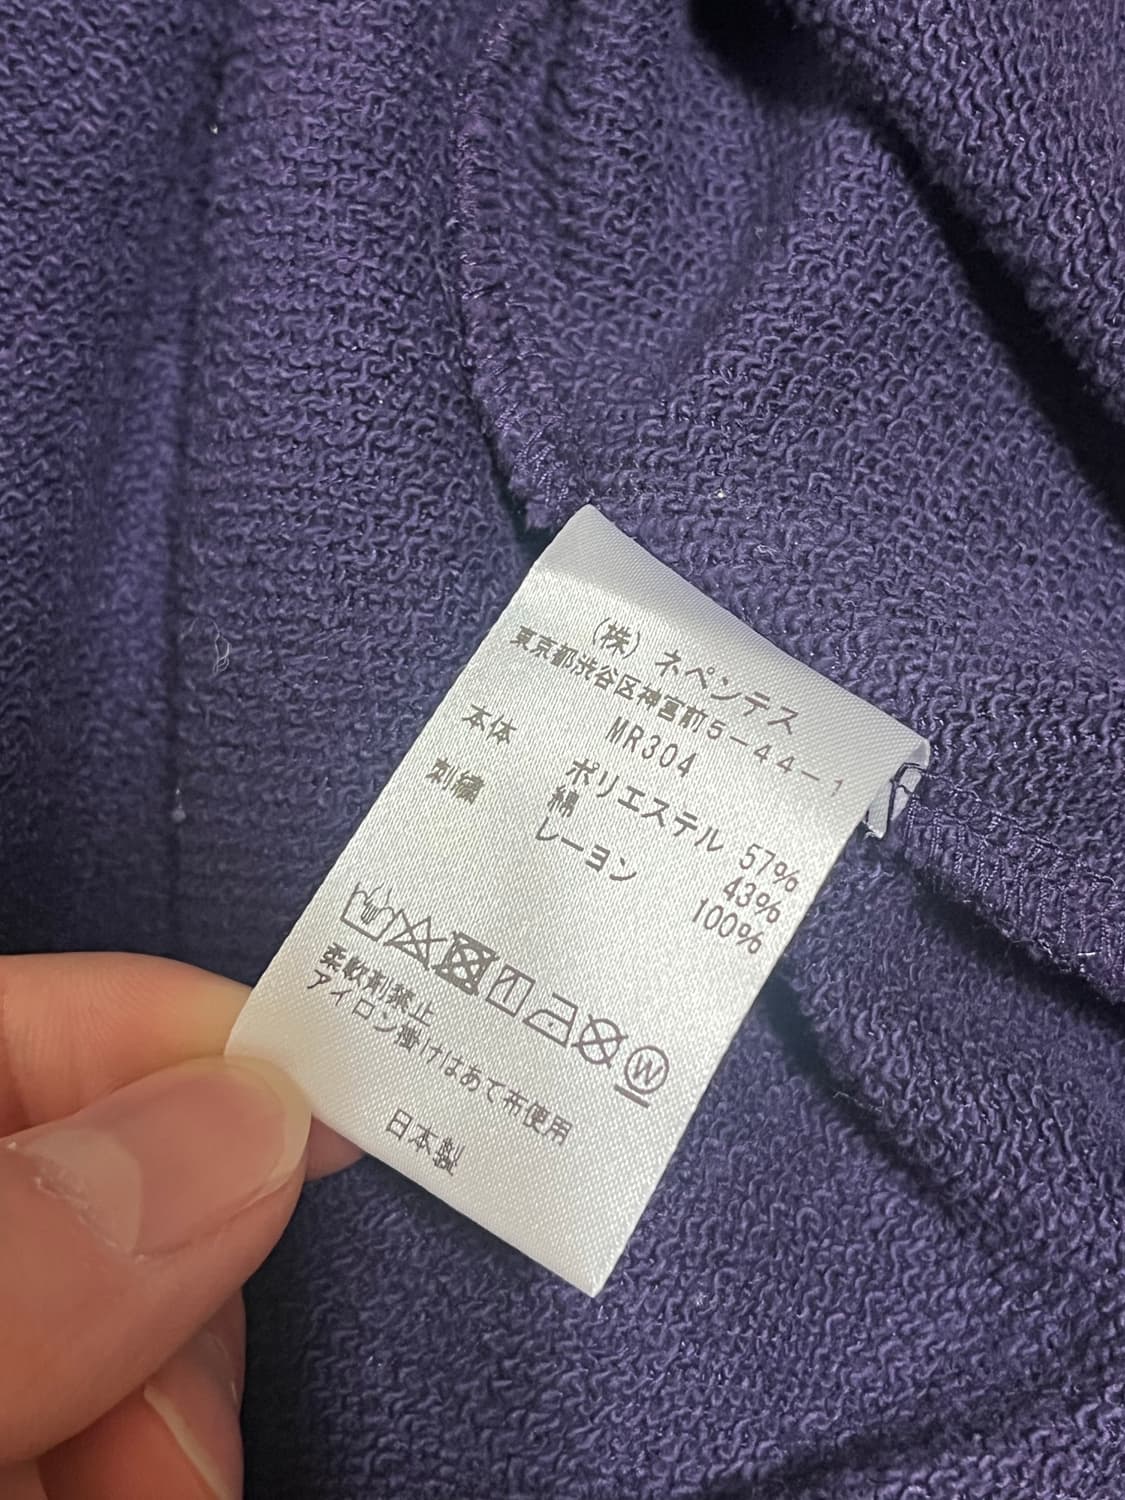 (株) ネペンテス
東京都渋谷区神宮前5-44-1
MR304
本体 ポリエステル 57%
綿 43%
刺繍 レーヨン 100%
W
柔軟剤禁止
アイロン掛けはあて布使用
日本製